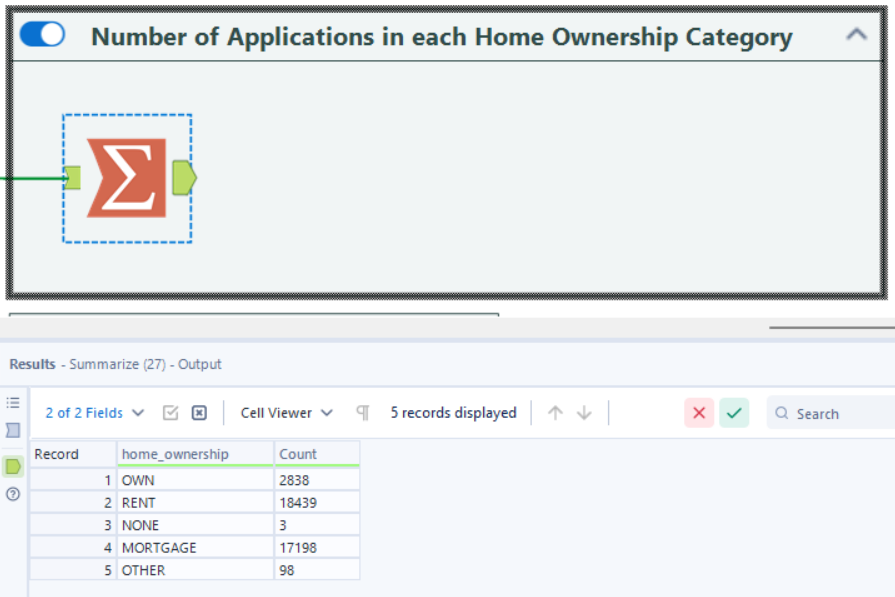 Number of Applications in each Home Ownership Category
Σ
Results - Summarize (27) - Output
2 of 2 Fields Cell Viewer 5 records displayed Search
Record home_ownership Count
1 OWN 2838
2 RENT 18439
3 NONE 3
4 MORTGAGE 17198
5 OTHER 98